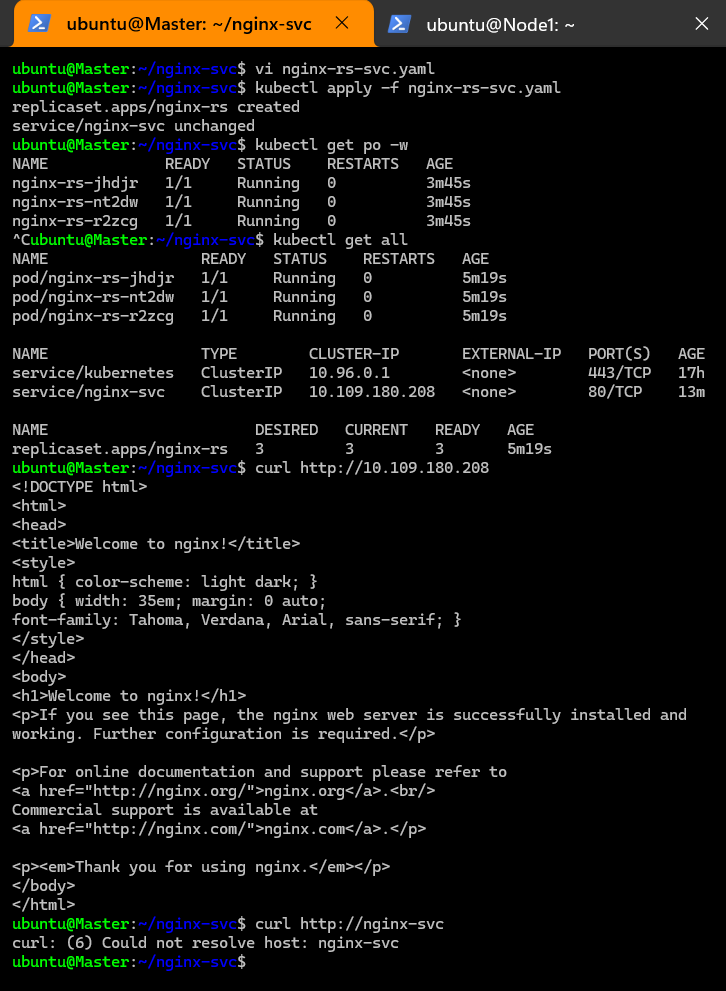 ubuntu@Master: ~/nginx-svc
ubuntu@Node1: ~
ubuntu@Master:~/nginx-svc$ vi nginx-rs-svc.yaml
ubuntu@Master:~/nginx-svc$ kubectl apply -f nginx-rs-svc.yaml
replicaset.apps/nginx-rs created
service/nginx-svc unchanged
ubuntu@Master:~/nginx-svc$ kubectl get po -w
NAME             READY   STATUS    RESTARTS   AGE
nginx-rs-jhdjr   1/1     Running   0          3m45s
nginx-rs-nt2dw   1/1     Running   0          3m45s
nginx-rs-r2zcg   1/1     Running   0          3m45s
^Cubuntu@Master:~/nginx-svc$ kubectl get all
NAME                 READY   STATUS    RESTARTS   AGE
pod/nginx-rs-jhdjr   1/1     Running   0          5m19s
pod/nginx-rs-nt2dw   1/1     Running   0          5m19s
pod/nginx-rs-r2zcg   1/1     Running   0          5m19s

NAME                 TYPE        CLUSTER-IP       EXTERNAL-IP   PORT(S)   AGE
service/kubernetes   ClusterIP   10.96.0.1        <none>        443/TCP   17h
service/nginx-svc    ClusterIP   10.109.180.208   <none>        80/TCP    13m

NAME                       DESIRED   CURRENT   READY   AGE
replicaset.apps/nginx-rs   3         3         3       5m19s
ubuntu@Master:~/nginx-svc$ curl http://10.109.180.208
<!DOCTYPE html>
<html>
<head>
<title>Welcome to nginx!</title>
<style>
html { color-scheme: light dark; }
body { width: 35em; margin: 0 auto;
font-family: Tahoma, Verdana, Arial, sans-serif; }
</style>
</head>
<body>
<h1>Welcome to nginx!</h1>
<p>If you see this page, the nginx web server is successfully installed and
working. Further configuration is required.</p>

<p>For online documentation and support please refer to
<a href="http://nginx.org/">nginx.org</a>.<br/>
Commercial support is available at
<a href="http://nginx.com/">nginx.com</a>.</p>

<p><em>Thank you for using nginx.</em></p>
</body>
</html>
ubuntu@Master:~/nginx-svc$ curl http://nginx-svc
curl: (6) Could not resolve host: nginx-svc
ubuntu@Master:~/nginx-svc$